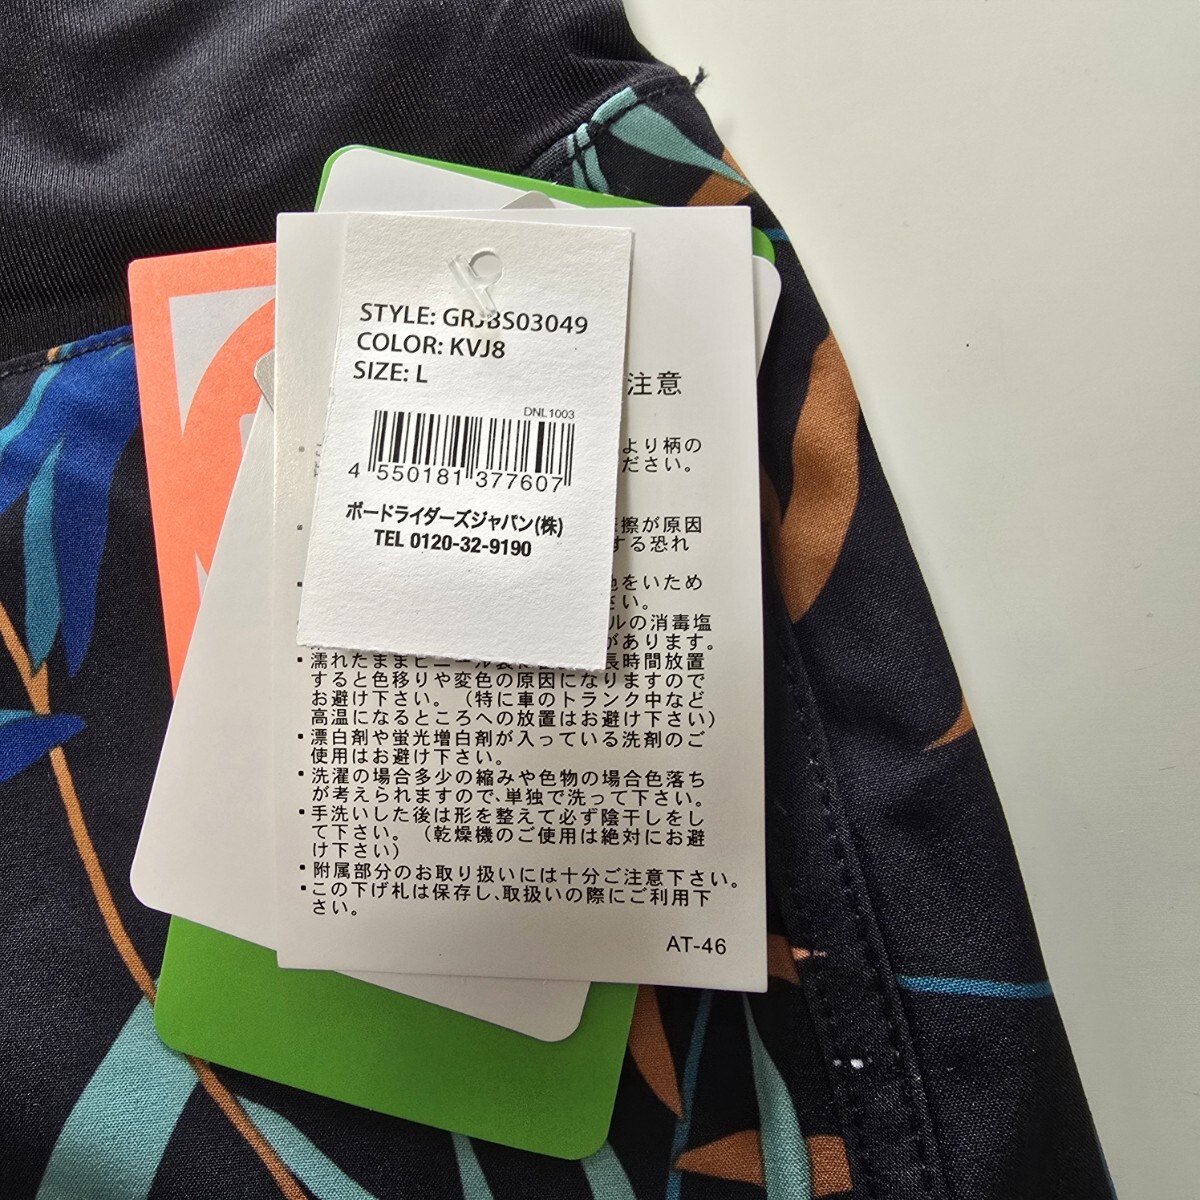 STYLE: GRJBS03049
COLOR: KVJ8
SIZE: L
DNL1003
4 550181 377607
ボードライダーズジャパン(株)
TEL 0120-32-9190
注意
より柄の
ださい。
擦が原因
する恐れ
をいため
さい。
ルの消毒塩
があります。
・濡れたままビニール 長時間放置
すると色移りや変色の原因になりますので
お避け下さい。（特に車のトランク中など
高温になるところへの放置はお避け下さい）
・漂白剤や蛍光増白剤が入っている洗剤のご
使用はお避け下さい。
・洗濯の場合多少の縮みや色物の場合色落ち
が考えられますので、単独で洗って下さい。
・手洗いした後は形を整えて必ず陰干しをし
て下さい。（乾燥機のご使用は絶対にお避
け下さい）
・附属部分のお取り扱いには十分ご注意下さい。
・この下げ札は保存し、取扱いの際にご利用下
さい。
AT-46